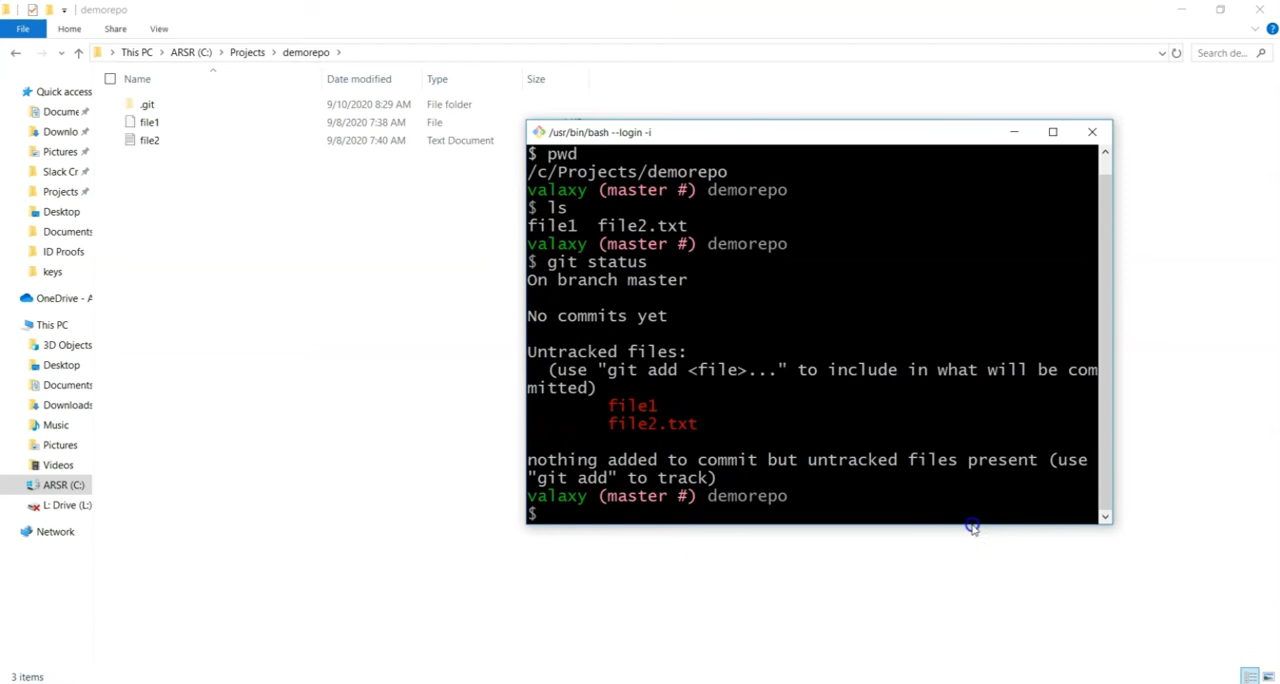 demorepo
File Home Share View
This PC > ARSR (C:) > Projects > demorepo >
Search de...
Name Date modified Type Size
.git 9/10/2020 8:29 AM File folder
file1 9/8/2020 7:38 AM File
file2 9/8/2020 7:40 AM Text Document
Quick access
Docume
Downlo
Pictures
Slack Cr
Projects
Desktop
Documents
ID Proofs
keys
OneDrive - A
This PC
3D Objects
Desktop
Documents
Downloads
Music
Pictures
Videos
ARSR (C:)
L: Drive (L:)
Network
3 items
/usr/bin/bash --login -i
$ pwd
/c/Projects/demorepo
valaxy (master #) demorepo
$ ls
file1 file2.txt
valaxy (master #) demorepo
$ git status
On branch master
No commits yet
Untracked files:
(use "git add <file>..." to include in what will be com
mitted)
file1
file2.txt
nothing added to commit but untracked files present (use
"git add" to track)
valaxy (master #) demorepo
$